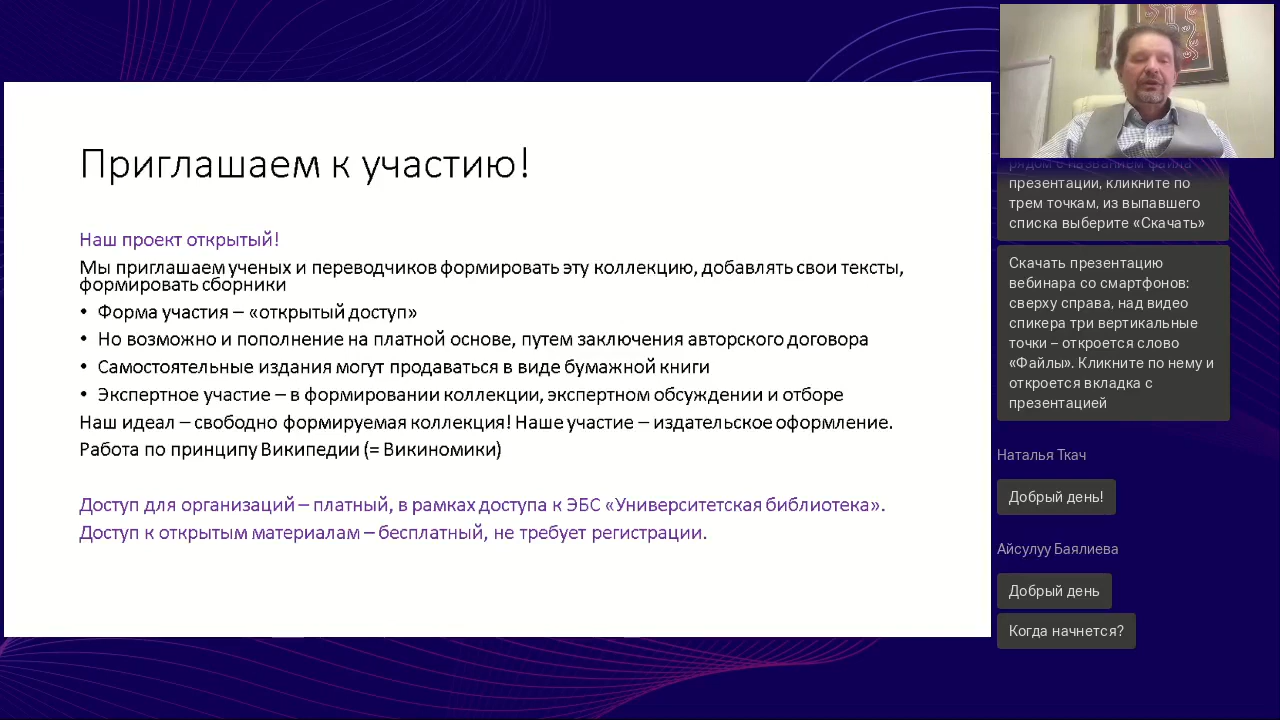 Приглашаем к участию!
Наш проект открытый!
Мы приглашаем ученых и переводчиков формировать эту коллекцию, добавлять свои тексты,
формировать сборники
• Форма участия – «открытый доступ»
• Но возможно и пополнение на платной основе, путем заключения авторского договора
• Самостоятельные издания могут продаваться в виде бумажной книги
• Экспертное участие – в формировании коллекции, экспертном обсуждении и отборе
Наш идеал – свободно формируемая коллекция! Наше участие – издательское оформление.
Работа по принципу Википедии (= Викиномики)
Доступ для организаций – платный, в рамках доступа к ЭБС «Университетская библиотека».
Доступ к открытым материалам – бесплатный, не требует регистрации.
рядом с названием файла
презентации, кликните по
трем точкам, из выпавшего
списка выберите «Скачать»
Скачать презентацию
вебинара со смартфонов:
сверху справа, над видео
спикера три вертикальные
точки – откроется слово
«Файлы». Кликните по нему и
откроется вкладка с
презентацией
Наталья Ткач
Добрый день!
Айсулуу Баялиева
Добрый день
Когда начнется?